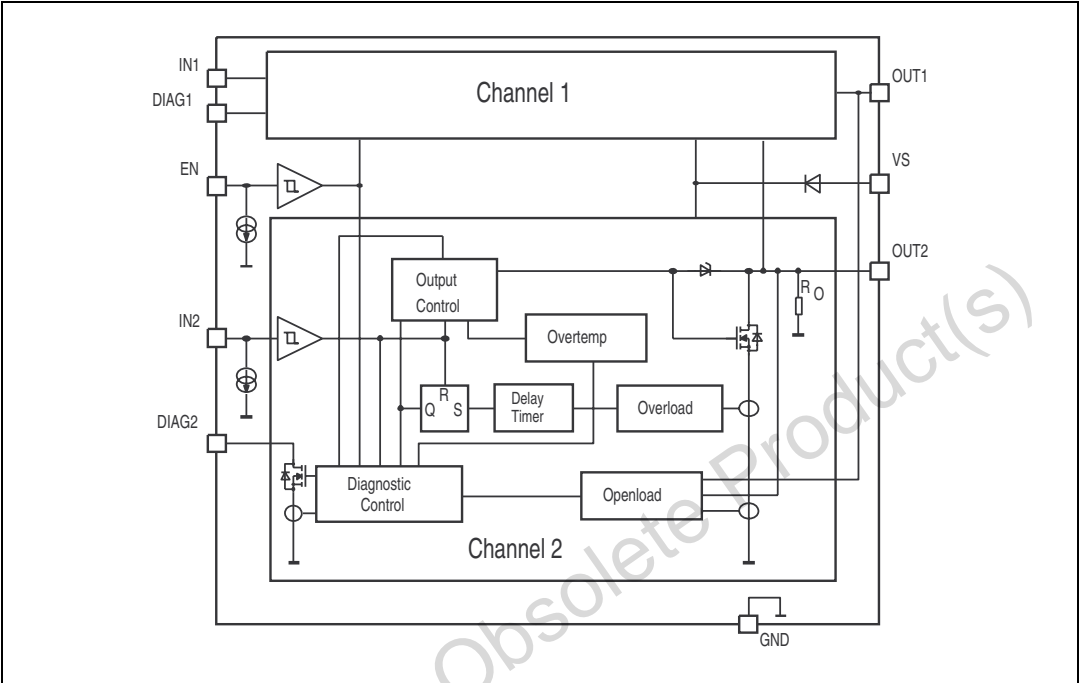 IN1
DIAG1
Channel 1
OUT1
EN
VS
OUT2
Output
Control
R O
IN2
Overtemp
R
Q S
Delay
Timer
Overload
DIAG2
Diagnostic
Control
Openload
Channel 2
GND
Obsolete Product(s)